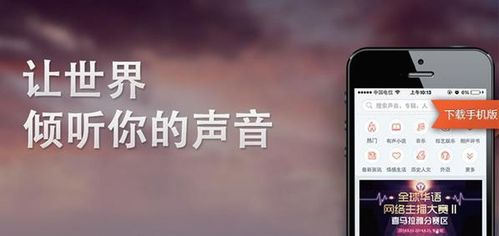 让世界
倾听你的声音
中国电信
上午10:13
搜索声音、专辑、人
下载手机版
热门
有声小说
音乐
综艺娱乐
相声评书
最新资讯
情感生活
历史人文
外语
更多
全球华语
网络主播大赛II
喜马拉雅分赛区